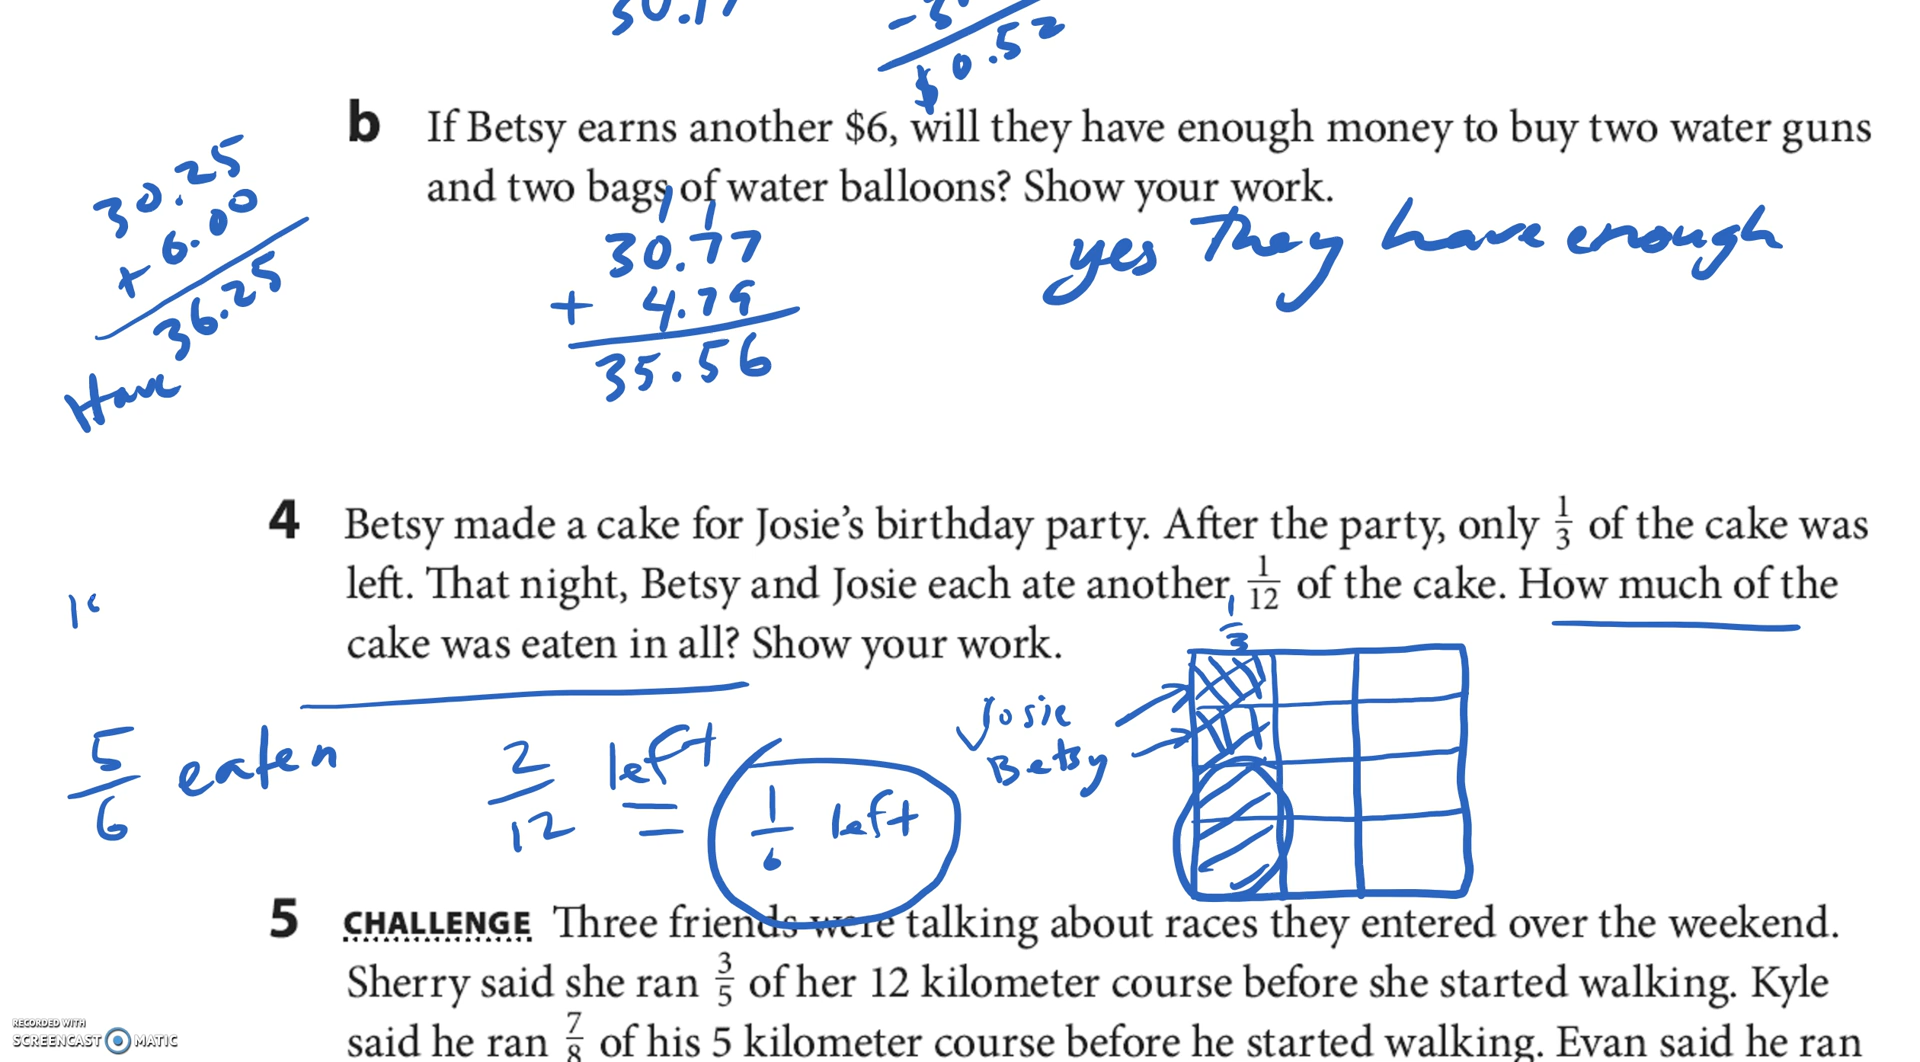 30.17
- 5
$0.52
b If Betsy earns another $6, will they have enough money to buy two water guns
and two bags of water balloons? Show your work.
30.25
+ 6.00
36.25
Have
1 1
30.77
+ 4.79
35.56
yes They have enough
4 Betsy made a cake for Josie's birthday party. After the party, only 1/3 of the cake was
left. That night, Betsy and Josie each ate another 1/12 of the cake. How much of the
cake was eaten in all? Show your work.
1/3
5/6 eaten
2/12 left =
1/6 left
Josie
Betsy
5 CHALLENGE Three friends were talking about races they entered over the weekend.
Sherry said she ran 3/5 of her 12 kilometer course before she started walking. Kyle
said he ran 7/8 of his 5 kilometer course before he started walking. Evan said he ran
RECORDED WITH
SCREENCAST MATIC